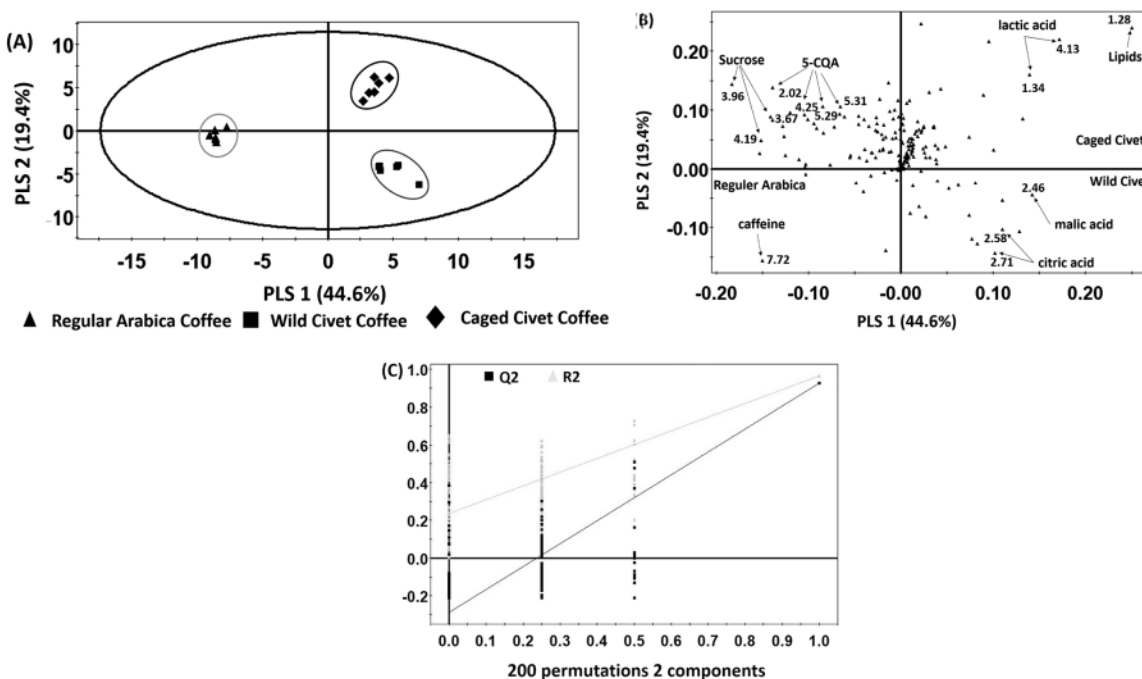 (A)
10
5
0
-5
-10
-15
-10
-5
0
5
10
15
PLS 2 (19.4%)
PLS 1 (44.6%)
▲ Regular Arabica Coffee ■ Wild Civet Coffee ◆ Caged Civet Coffee
(B)
0.20
0.10
0.00
-0.10
-0.20
-0.10
-0.00
0.10
0.20
PLS 2 (19.4%)
PLS 1 (44.6%)
lactic acid
1.28
4.13
Lipids
1.34
Sucrose
5-CQA
3.96
2.02
4.25
5.31
5.29
3.67
4.19
Caged Civet
Reguler Arabica
Wild Cive
2.46
malic acid
caffeine
7.72
2.58
citric acid
2.71
(C)
■ Q2 ▲ R2
1.0
0.8
0.6
0.4
0.2
0.0
-0.2
0.0 0.1 0.2 0.3 0.4 0.5 0.6 0.7 0.8 0.9 1.0
200 permutations 2 components